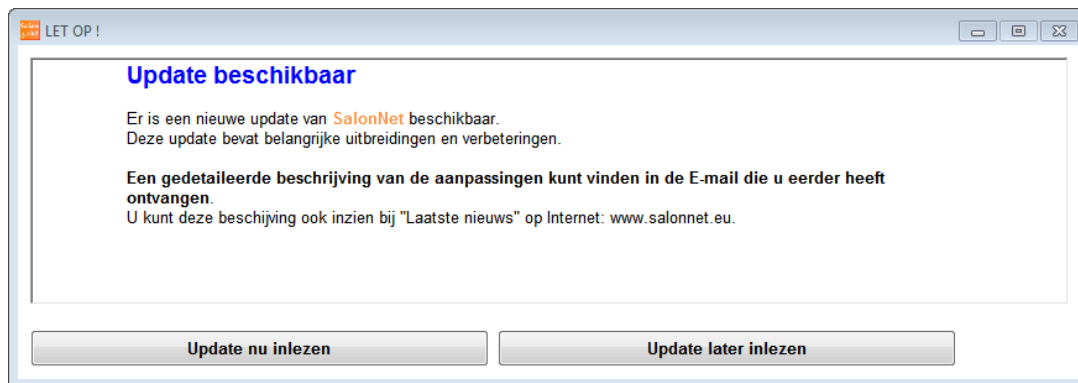 LET OP !
Update beschikbaar
Er is een nieuwe update van SalonNet beschikbaar.
Deze update bevat belangrijke uitbreidingen en verbeteringen.
Een gedetaileerde beschrijving van de aanpassingen kunt vinden in de E-mail die u eerder heeft
ontvangen.
U kunt deze beschijving ook inzien bij "Laatste nieuws" op Internet: www.salonnet.eu.
Update nu inlezen
Update later inlezen